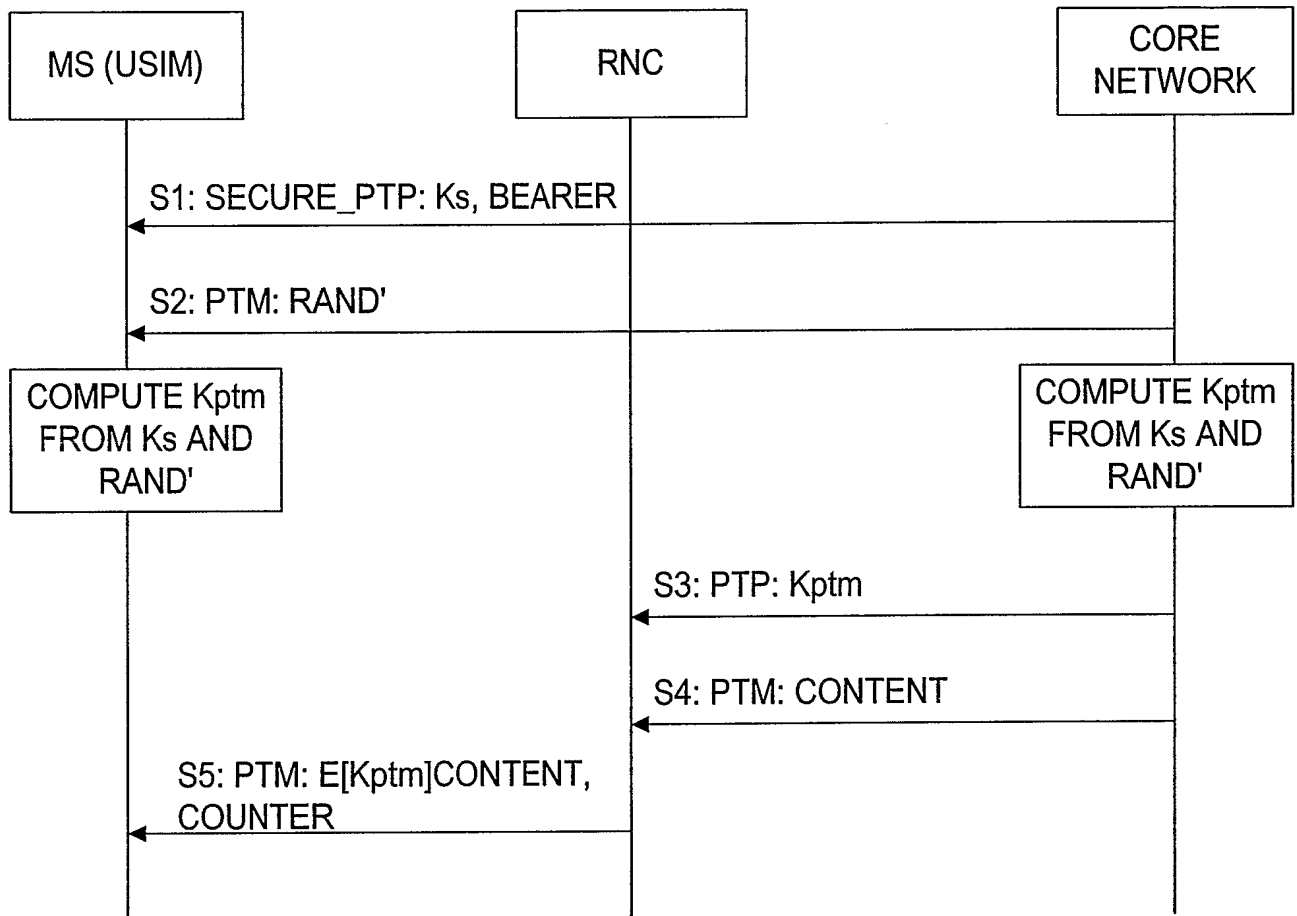 MS (USIM)
RNC
CORE
NETWORK
S1: SECURE_PTP: Ks, BEARER
S2: PTM: RAND'
COMPUTE Kptm
FROM Ks AND
RAND'
COMPUTE Kptm
FROM Ks AND
RAND'
S3: PTP: Kptm
S4: PTM: CONTENT
S5: PTM: E[Kptm]CONTENT,
COUNTER